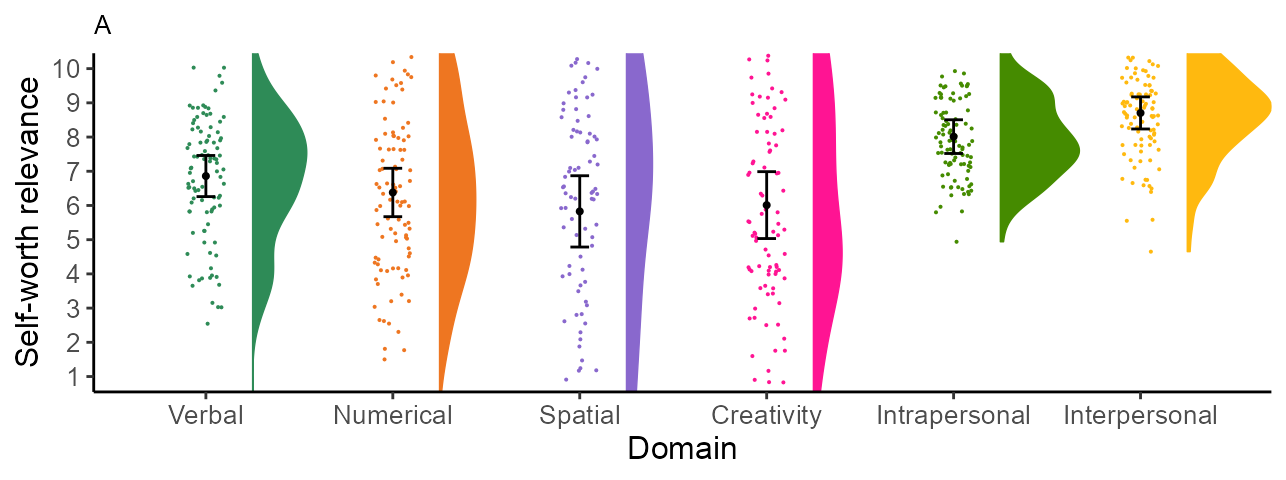 A
Self-worth relevance
10
9
8
7
6
5
4
3
2
1
Verbal Numerical Spatial Creativity Intrapersonal Interpersonal
Domain